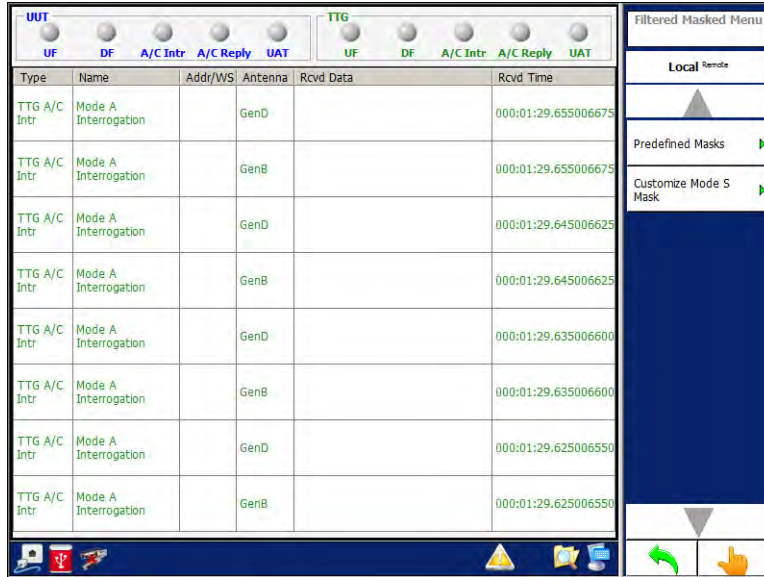 UUT
UF DF A/C Intr A/C Reply UAT
TTG
UF DF A/C Intr A/C Reply UAT
Type Name Addr/WS Antenna Rcvd Data Rcvd Time
TTG A/C Intr Mode A Interrogation GenD 000:01:29.655006675
TTG A/C Intr Mode A Interrogation GenB 000:01:29.655006675
TTG A/C Intr Mode A Interrogation GenD 000:01:29.645006625
TTG A/C Intr Mode A Interrogation GenB 000:01:29.645006625
TTG A/C Intr Mode A Interrogation GenD 000:01:29.635006600
TTG A/C Intr Mode A Interrogation GenB 000:01:29.635006600
TTG A/C Intr Mode A Interrogation GenD 000:01:29.625006550
TTG A/C Intr Mode A Interrogation GenB 000:01:29.625006550
Filtered Masked Menu
Local Remote
Predefined Masks
Customize Mode S
Mask